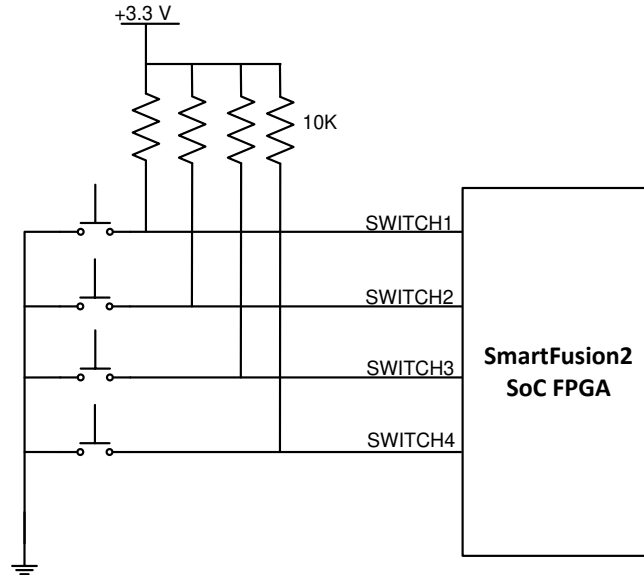 +3.3 V
10K
SWITCH1
SWITCH2
SWITCH3
SWITCH4
SmartFusion2
SoC FPGA